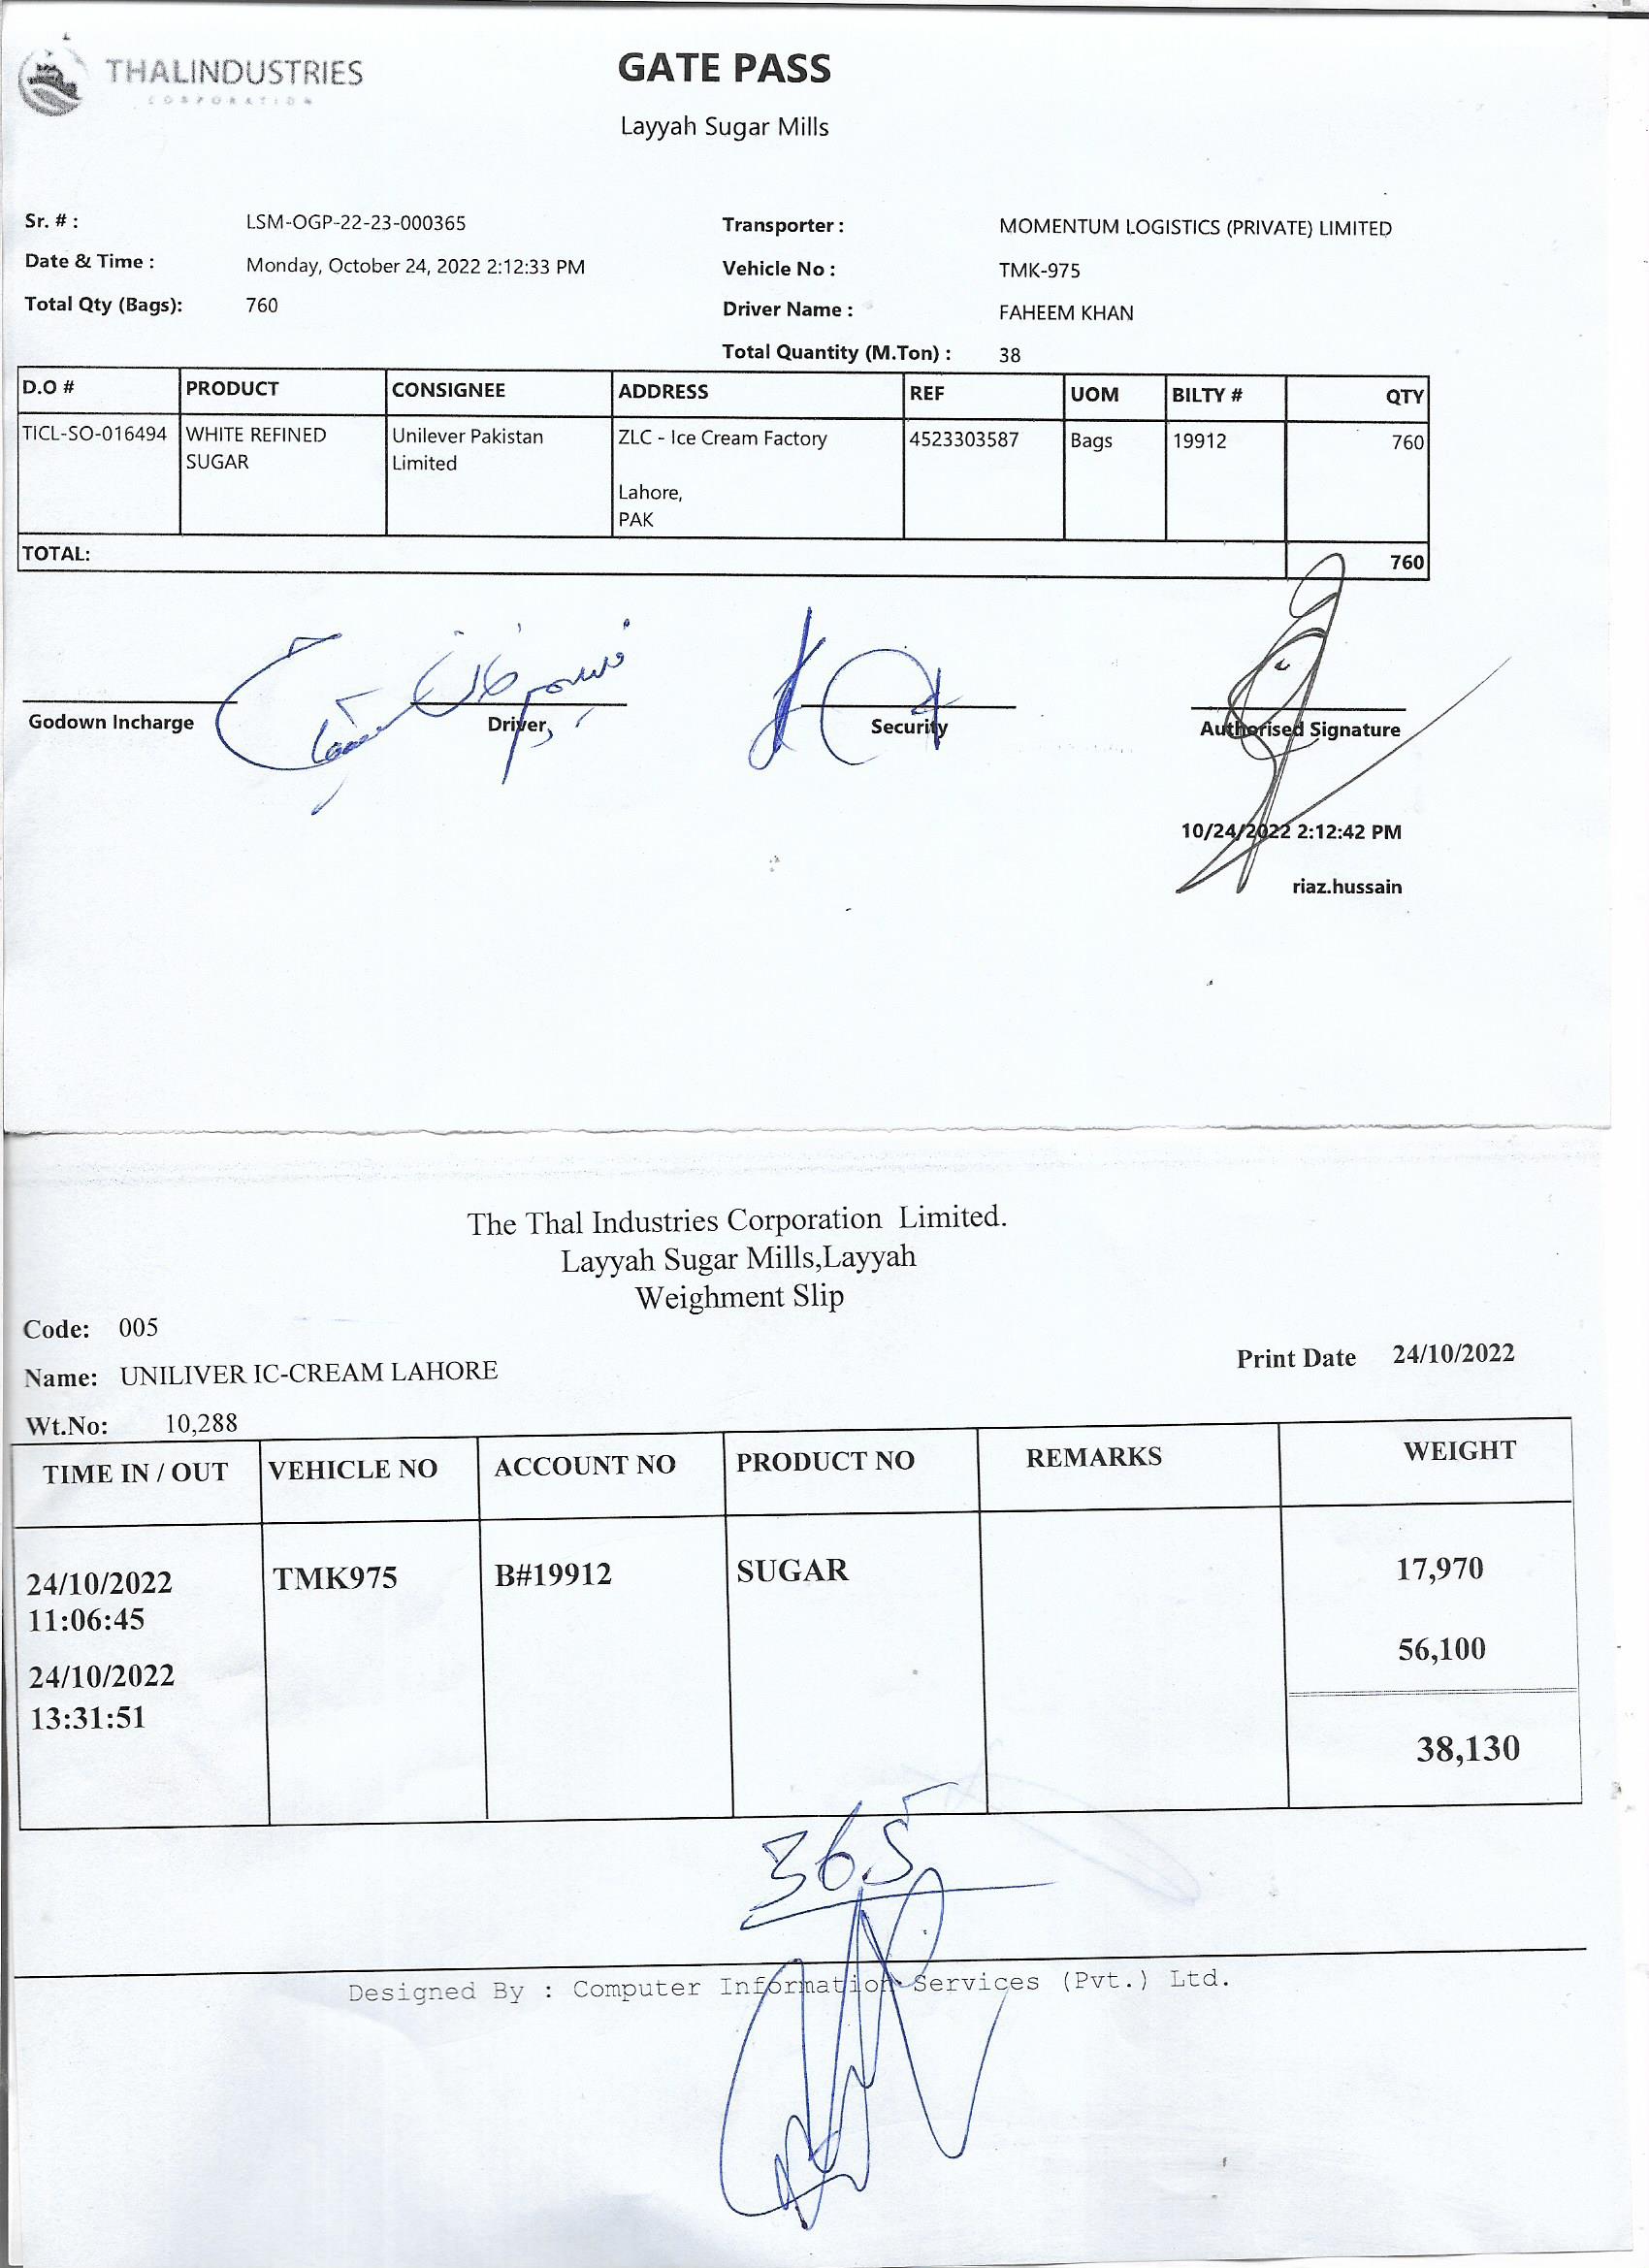 THALINDUSTRIES
CORPORATION
GATE PASS
Layyah Sugar Mills
Sr. # : LSM-OGP-22-23-000365 Transporter : MOMENTUM LOGISTICS (PRIVATE) LIMITED
Date & Time : Monday, October 24, 2022 2:12:33 PM Vehicle No : TMK-975
Total Qty (Bags): 760 Driver Name : FAHEEM KHAN
Total Quantity (M.Ton) : 38
D.O # PRODUCT CONSIGNEE ADDRESS REF UOM BILTY # QTY
TICL-SO-016494 WHITE REFINED Unilever Pakistan ZLC - Ice Cream Factory 4523303587 Bags 19912 760
SUGAR Limited
Lahore,
PAK
TOTAL: 760
Godown Incharge Driver Security Authorised Signature
10/24/2022 2:12:42 PM
riaz.hussain
The Thal Industries Corporation Limited.
Layyah Sugar Mills,Layyah
Weighment Slip
Code: 005
Name: UNILIVER IC-CREAM LAHORE Print Date 24/10/2022
Wt.No: 10,288
TIME IN / OUT VEHICLE NO ACCOUNT NO PRODUCT NO REMARKS WEIGHT
24/10/2022 TMK975 B#19912 SUGAR 17,970
11:06:45
24/10/2022 56,100
13:31:51
38,130
365
Designed By : Computer Information Services (Pvt.) Ltd.